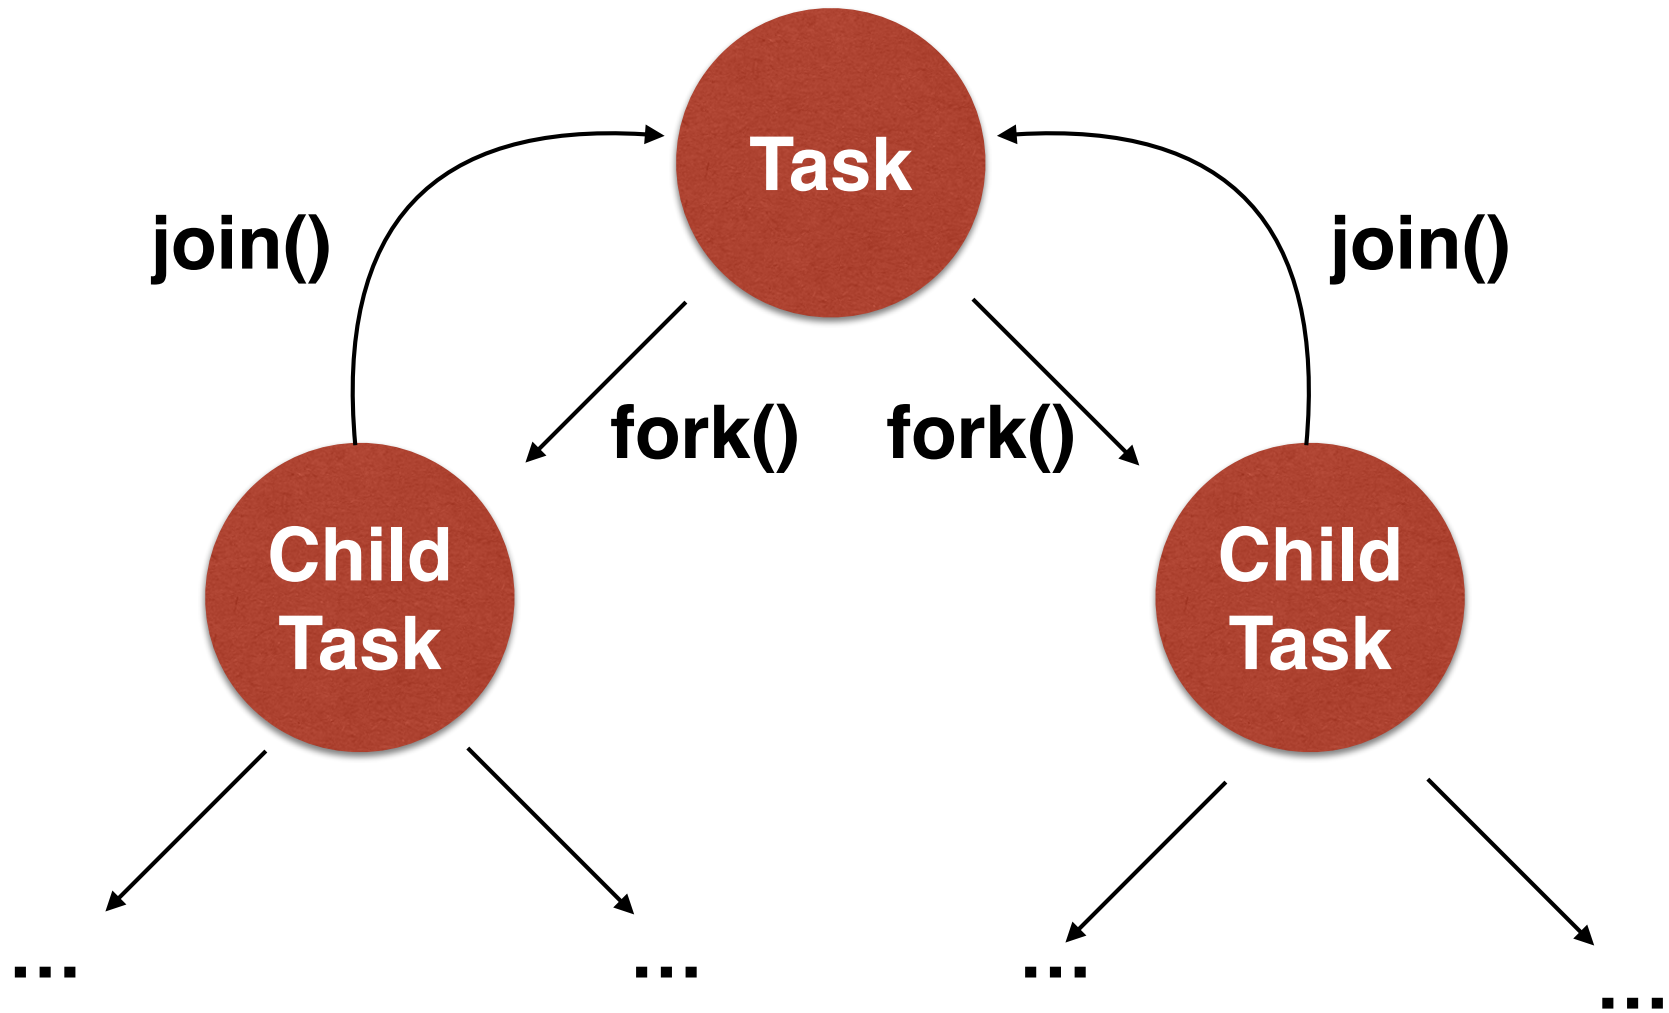 Task
join()
join()
fork()
fork()
Child
Task
Child
Task
...
...
...
...